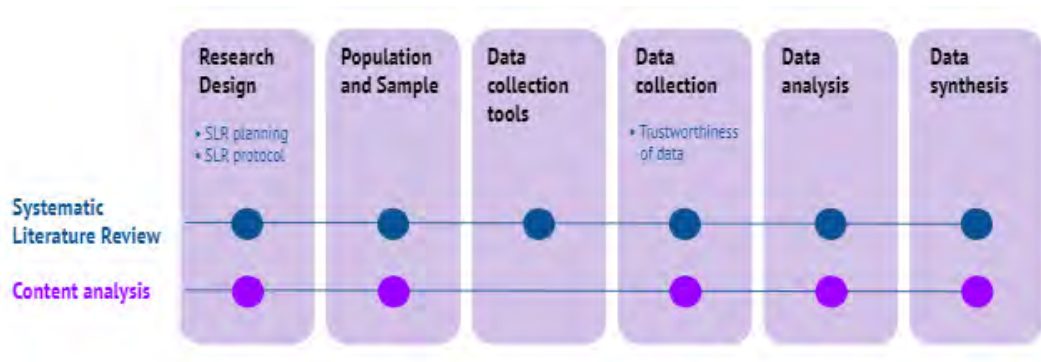 Research
Design
• SLR planning
• SLR protocol
Population
and Sample
Data
collection
tools
Data
collection
• Trustworthiness
of data
Data
analysis
Data
synthesis
Systematic
Literature Review
Content analysis